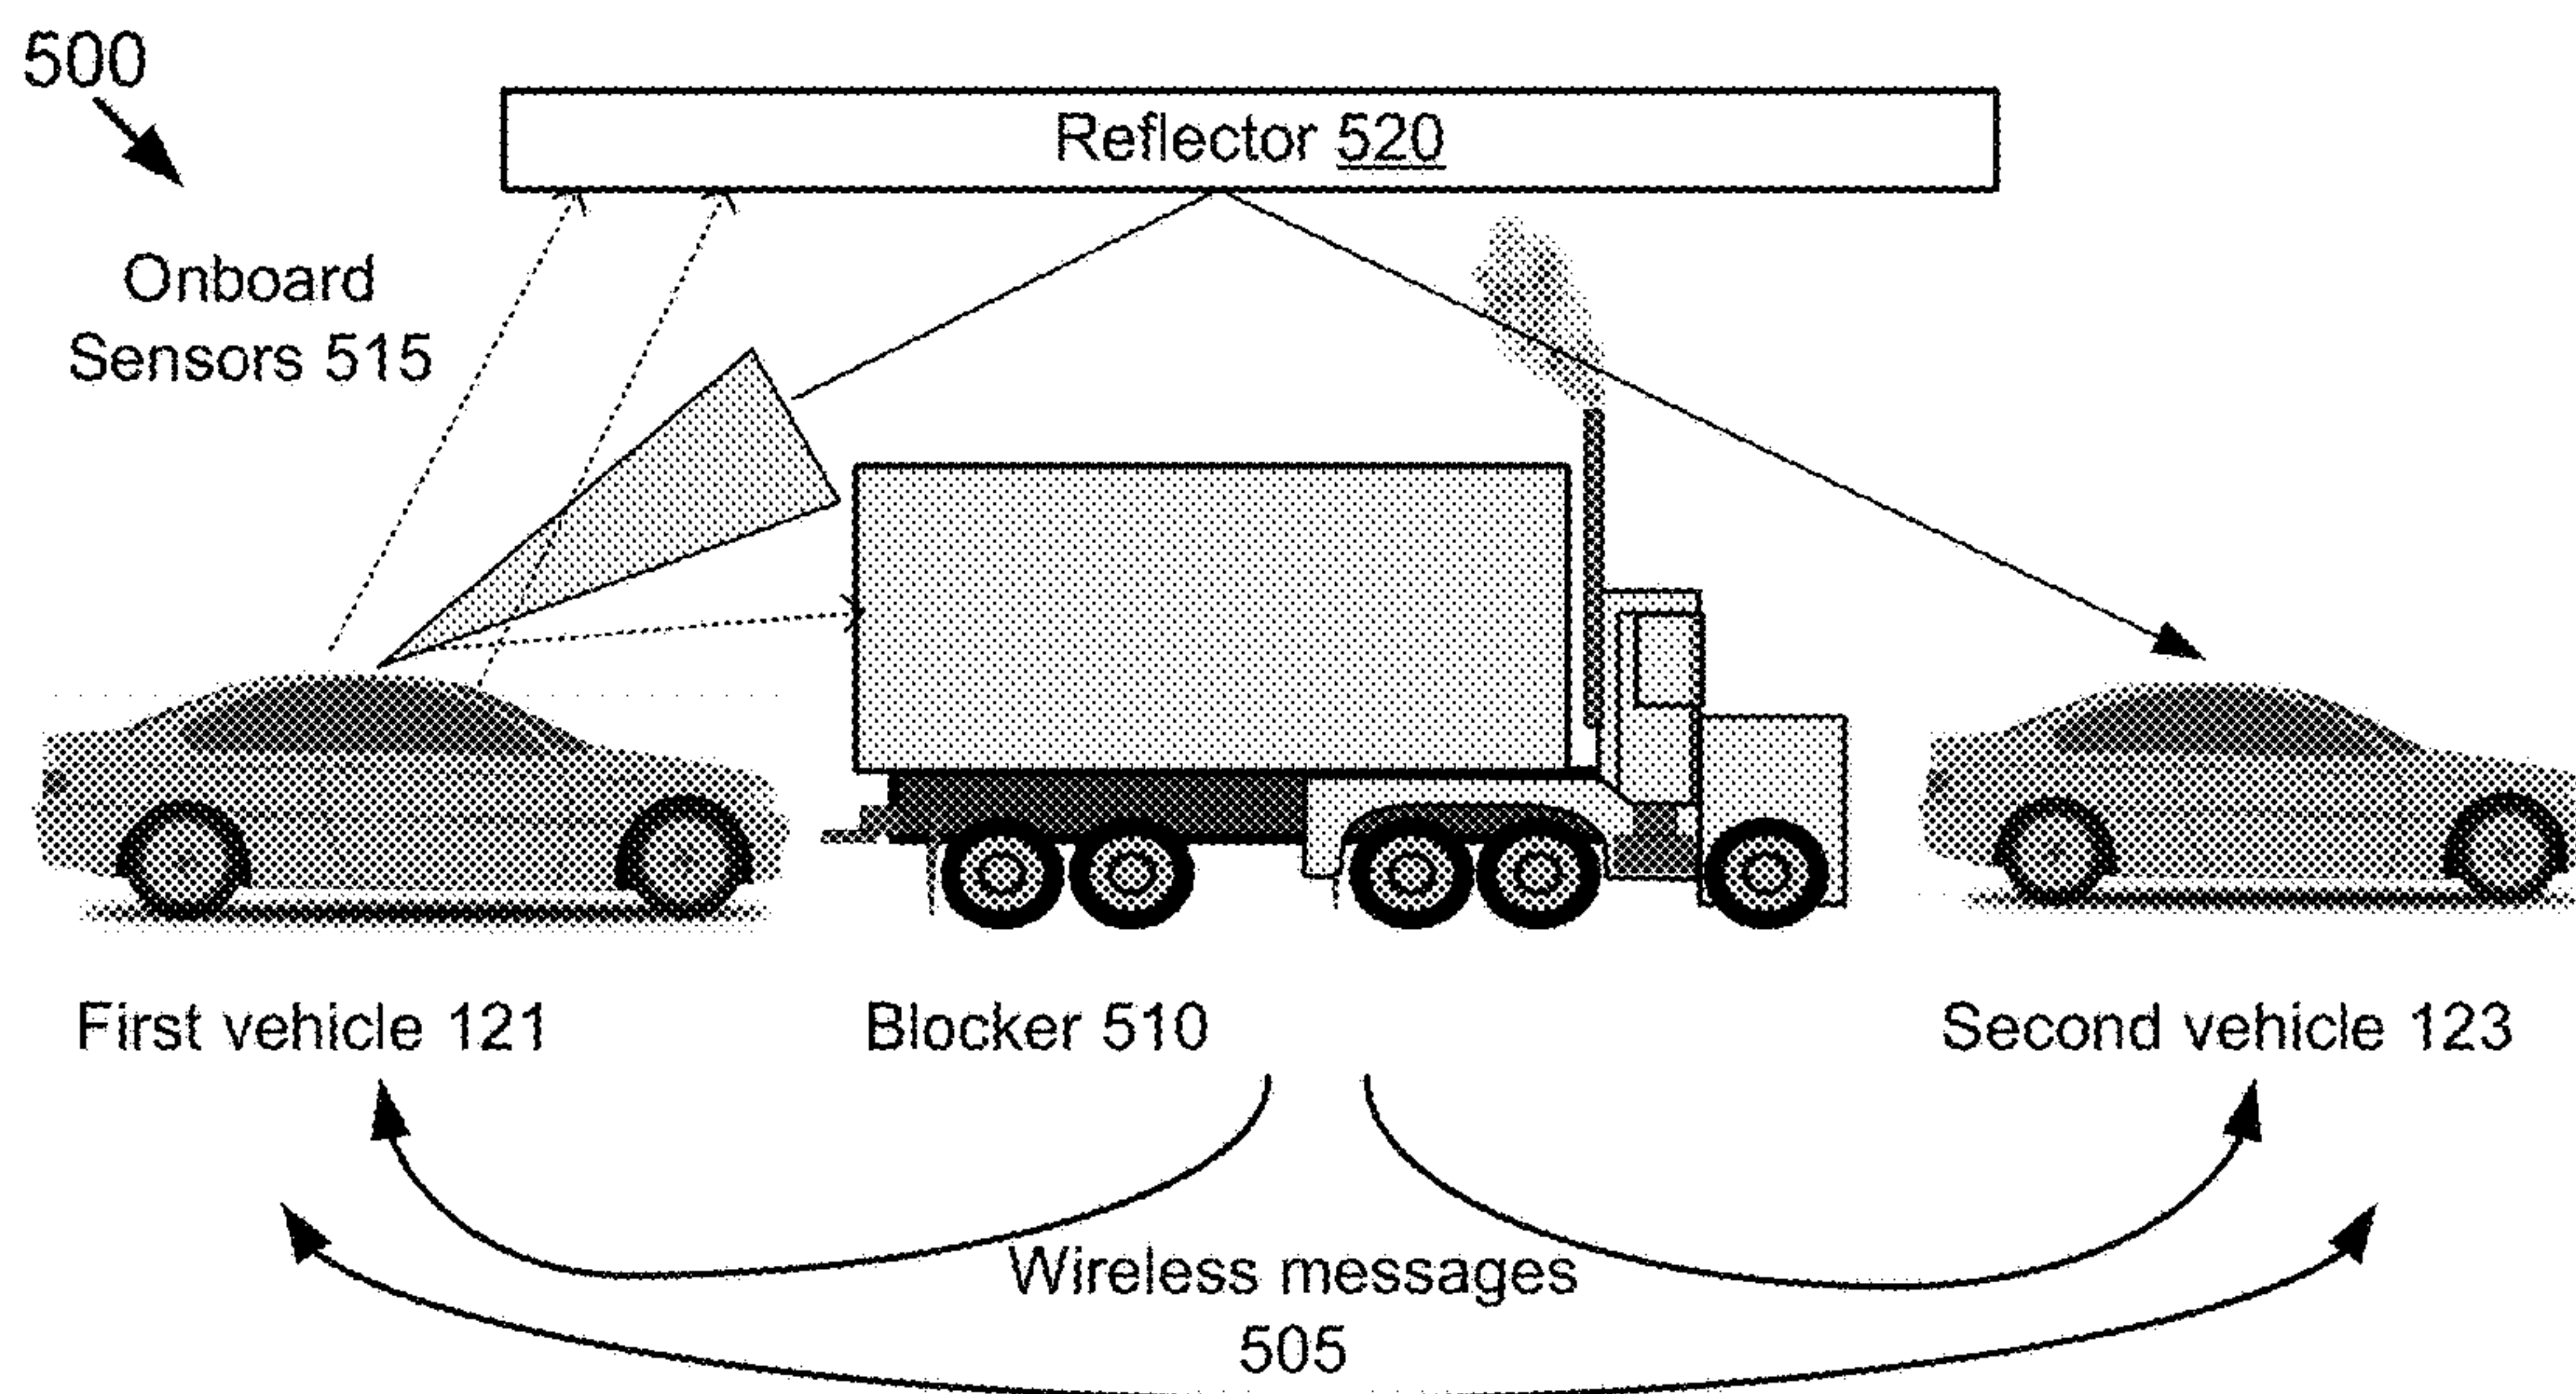 500
Reflector 520
Onboard
Sensors 515
First vehicle 121
Blocker 510
Second vehicle 123
Wireless messages
505